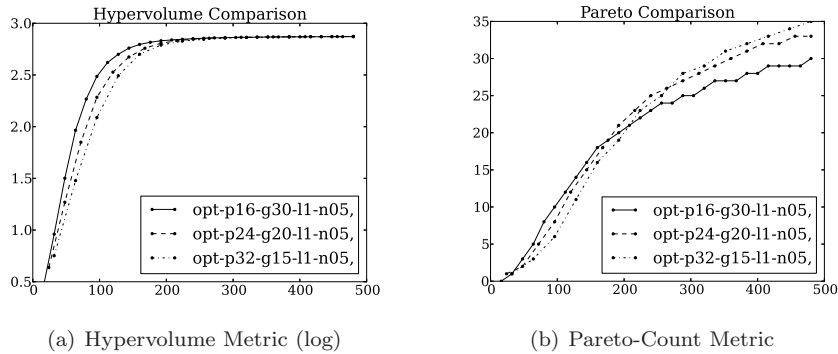 Hypervolume Comparison
3.0
2.5
2.0
1.5
1.0
0.5
0 100 200 300 400 500
opt-p16-g30-l1-n05,
opt-p24-g20-l1-n05,
opt-p32-g15-l1-n05,
(a) Hypervolume Metric (log)
Pareto Comparison
35
30
25
20
15
10
5
0
0 100 200 300 400 500
opt-p16-g30-l1-n05,
opt-p24-g20-l1-n05,
opt-p32-g15-l1-n05,
(b) Pareto-Count Metric